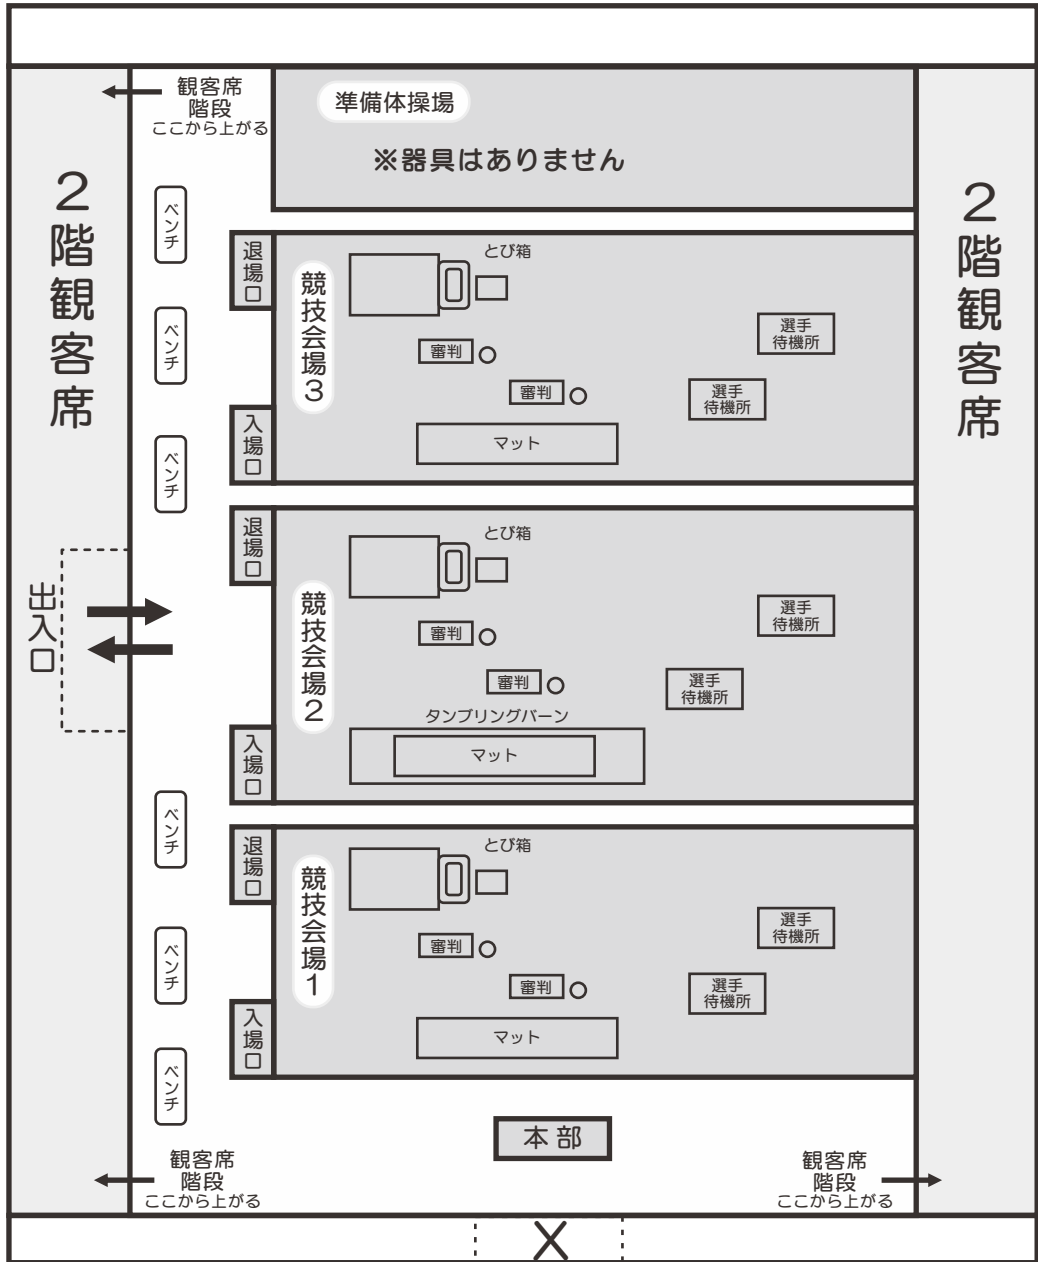 観客席
階段
ここから上がる
準備体操場
※器具はありません
2階観客席
2階観客席
ベンチ
ベンチ
ベンチ
退場口
競技会場3
とび箱
選手
待機所
審判
選手
待機所
審判
入場口
マット
出入口
退場口
競技会場2
とび箱
選手
待機所
審判
選手
待機所
審判
タンブリングバーン
入場口
マット
ベンチ
ベンチ
ベンチ
退場口
競技会場1
とび箱
選手
待機所
審判
選手
待機所
審判
入場口
マット
本部
観客席
階段
ここから上がる
観客席
階段
ここから上がる
X